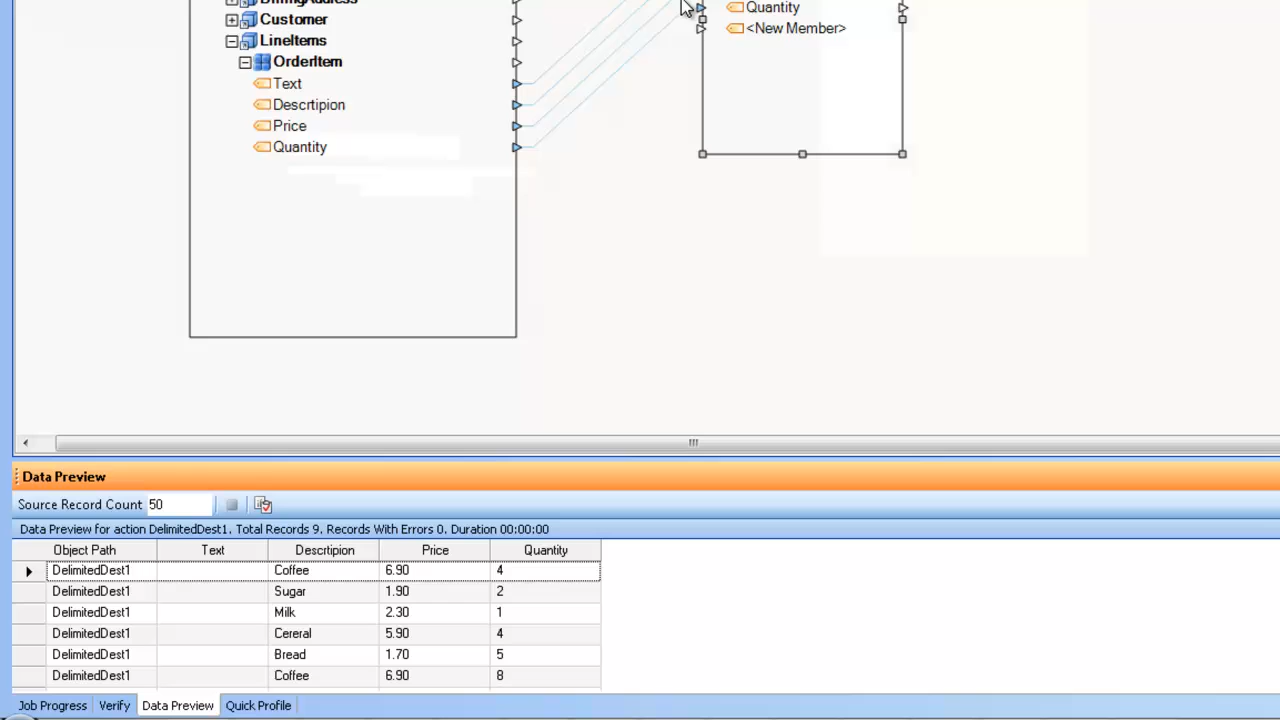 BillingAddress
Customer
LineItems
OrderItem
Text
Descrtipion
Price
Quantity
Quantity
<New Member>
Data Preview
Source Record Count 50
Data Preview for action DelimitedDest1. Total Records 9. Records With Errors 0. Duration 00:00:00
Object Path Text Descrtipion Price Quantity
DelimitedDest1 Coffee 6.90 4
DelimitedDest1 Sugar 1.90 2
DelimitedDest1 Milk 2.30 1
DelimitedDest1 Cereral 5.90 4
DelimitedDest1 Bread 1.70 5
DelimitedDest1 Coffee 6.90 8
Job Progress Verify Data Preview Quick Profile